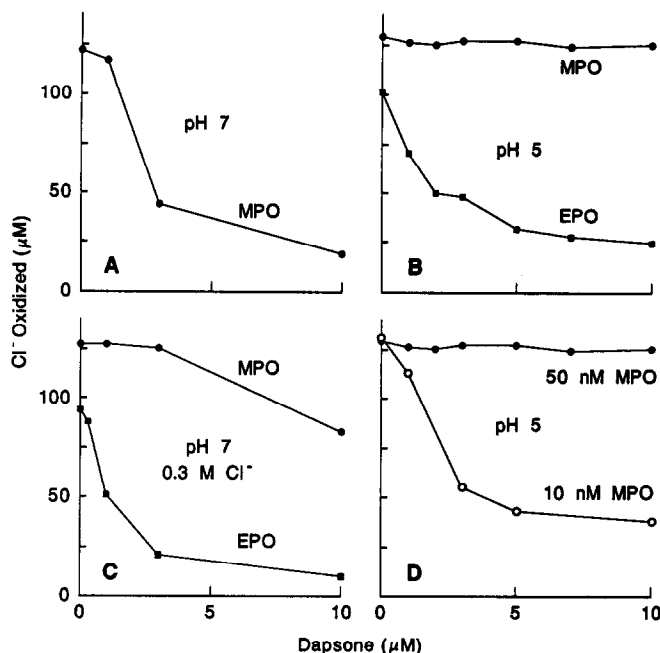 Cl⁻ Oxidized (µM)
100
50
0
pH 7
MPO
A
MPO
pH 5
EPO
B
100
50
0
MPO
pH 7
0.3 M Cl⁻
EPO
C
0
5
10
50 nM MPO
pH 5
10 nM MPO
D
0
5
10
Dapsone (µM)